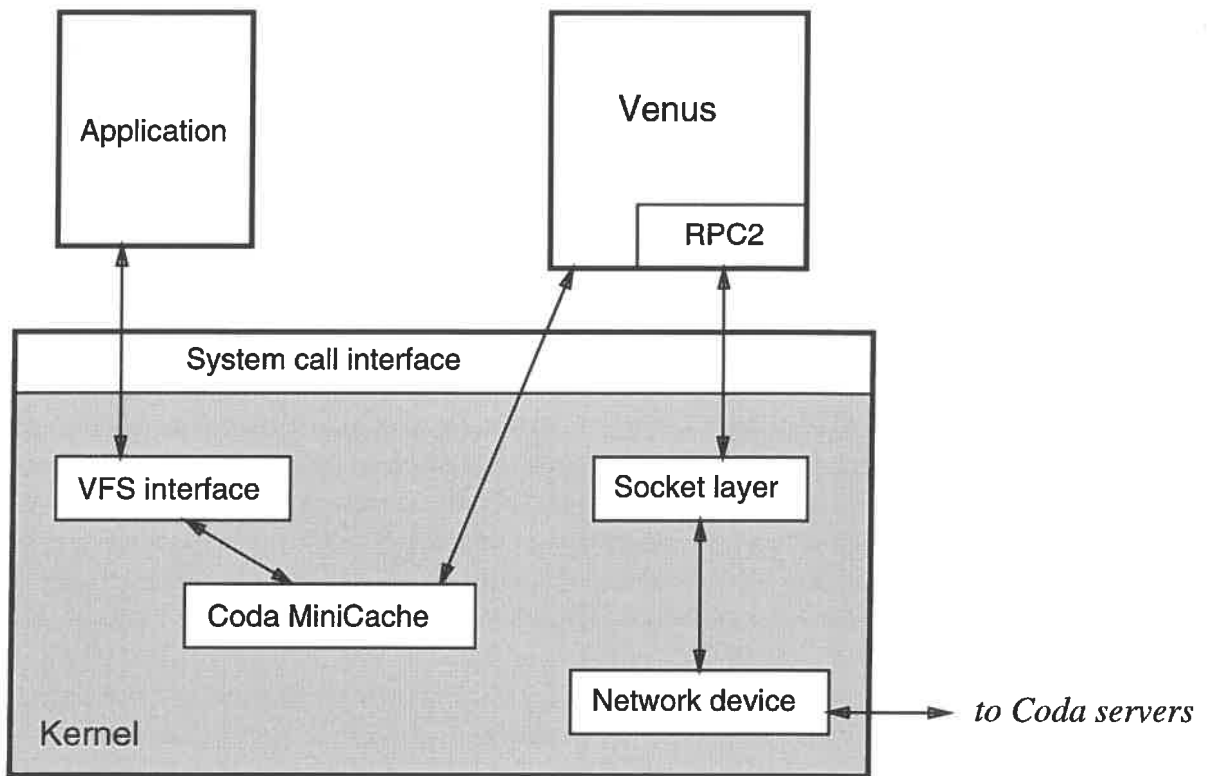 Application
Venus
RPC2
System call interface
VFS interface
Socket layer
Coda MiniCache
Network device
to Coda servers
Kernel